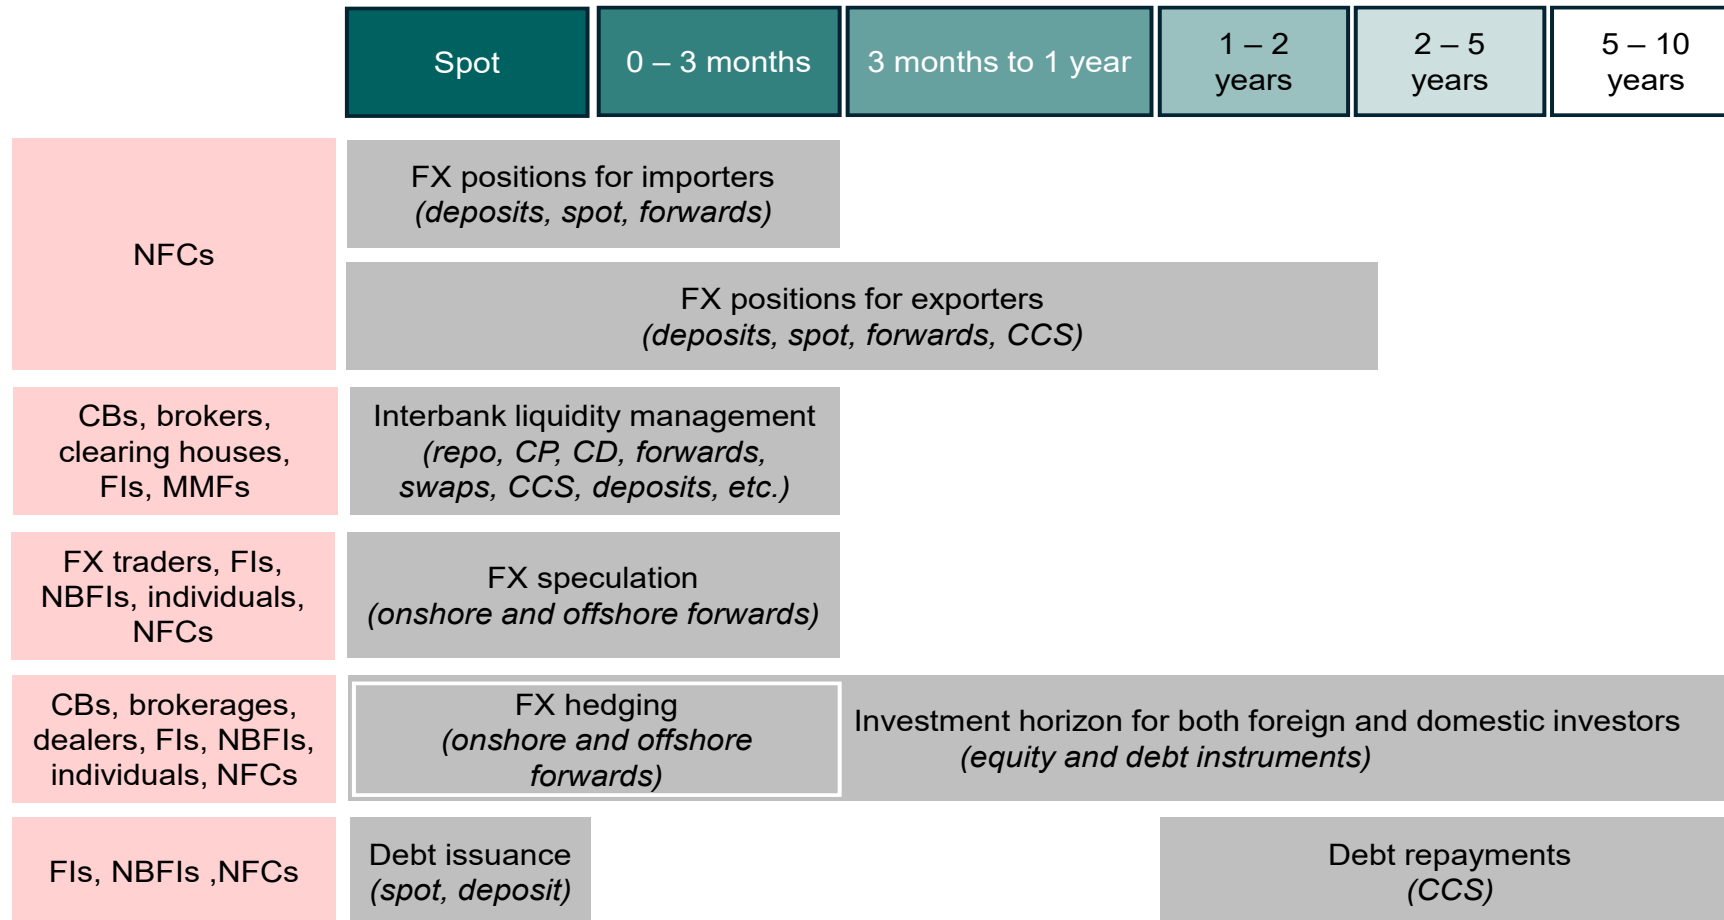 Spot
0 – 3 months
3 months to 1 year
1 – 2
years
2 – 5
years
5 – 10
years
NFCs
FX positions for importers
(deposits, spot, forwards)
FX positions for exporters
(deposits, spot, forwards, CCS)
CBs, brokers,
clearing houses,
FIs, MMFs
Interbank liquidity management
(repo, CP, CD, forwards,
swaps, CCS, deposits, etc.)
FX traders, FIs,
NBFIs, individuals,
NFCs
FX speculation
(onshore and offshore forwards)
CBs, brokerages,
dealers, FIs, NBFIs,
individuals, NFCs
FX hedging
(onshore and offshore
forwards)
Investment horizon for both foreign and domestic investors
(equity and debt instruments)
FIs, NBFIs ,NFCs
Debt issuance
(spot, deposit)
Debt repayments
(CCS)